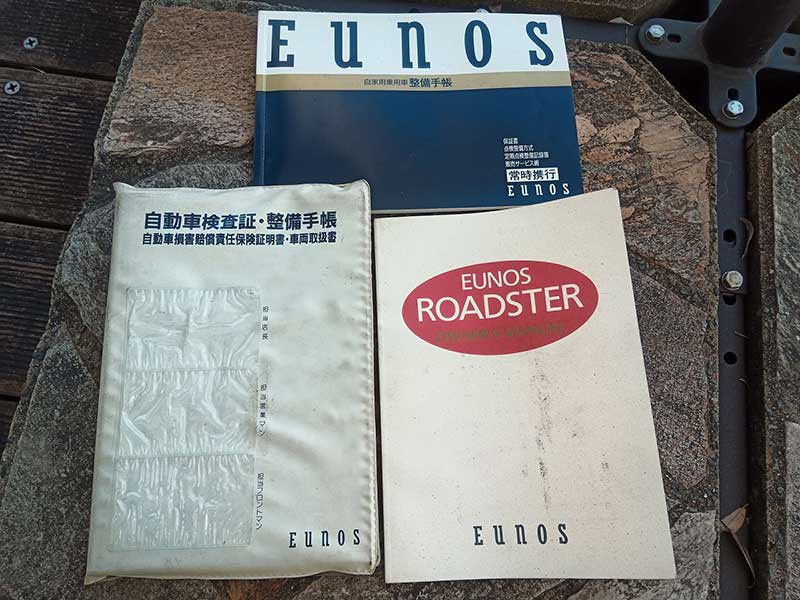 EUNOS
自家用乗用車 整備手帳
保証書
点検整備方式
定期点検整備記録簿
販売サービス網
常時携行
EUNOS
自動車検査証・整備手帳
自動車損害賠償責任保険証明書・車両取扱書
担当店長
担当営業マン
担当フロントマン
EUNOS
EUNOS
ROADSTER
OWNER'S MANUAL
EUNOS